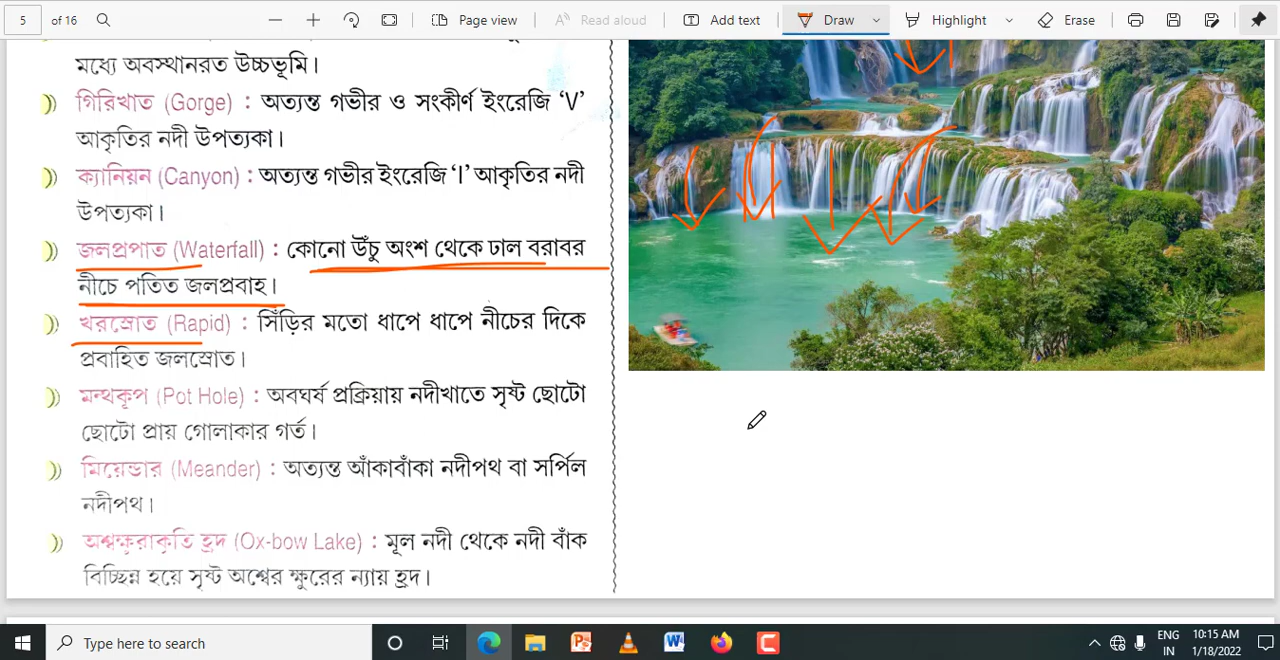 5 of 16 Page view Read aloud Add text Draw Highlight Erase
মধ্যে অবস্থানরত উচ্চভূমি।
গিরিখাত (Gorge) : অত্যন্ত গভীর ও সংকীর্ণ ইংরেজি ‘V’
আকৃতির নদী উপত্যকা।
ক্যানিয়ন (Canyon) : অত্যন্ত গভীর ইংরেজি ‘I’ আকৃতির নদী
উপত্যকা।
জলপ্রপাত (Waterfall) : কোনো উঁচু অংশ থেকে ঢাল বরাবর
নীচে পতিত জলপ্রবাহ।
খরস্রোত (Rapid) : সিঁড়ির মতো ধাপে ধাপে নীচের দিকে
প্রবাহিত জলস্রোত।
মন্থকূপ (Pot Hole) : অবঘর্ষ প্রক্রিয়ায় নদীখাতে সৃষ্ট ছোটো
ছোটো প্রায় গোলাকার গর্ত।
মিয়েন্ডার (Meander) : অত্যন্ত আঁকাবাঁকা নদীপথ বা সর্পিল
নদীপথ।
অশ্বক্ষুরাকৃতি হ্রদ (Ox-bow Lake) : মূল নদী থেকে নদী বাঁক
বিচ্ছিন্ন হয়ে সৃষ্ট অশ্বের ক্ষুরের ন্যায় হ্রদ।
Type here to search
ENG 10:15 AM
IN 1/18/2022